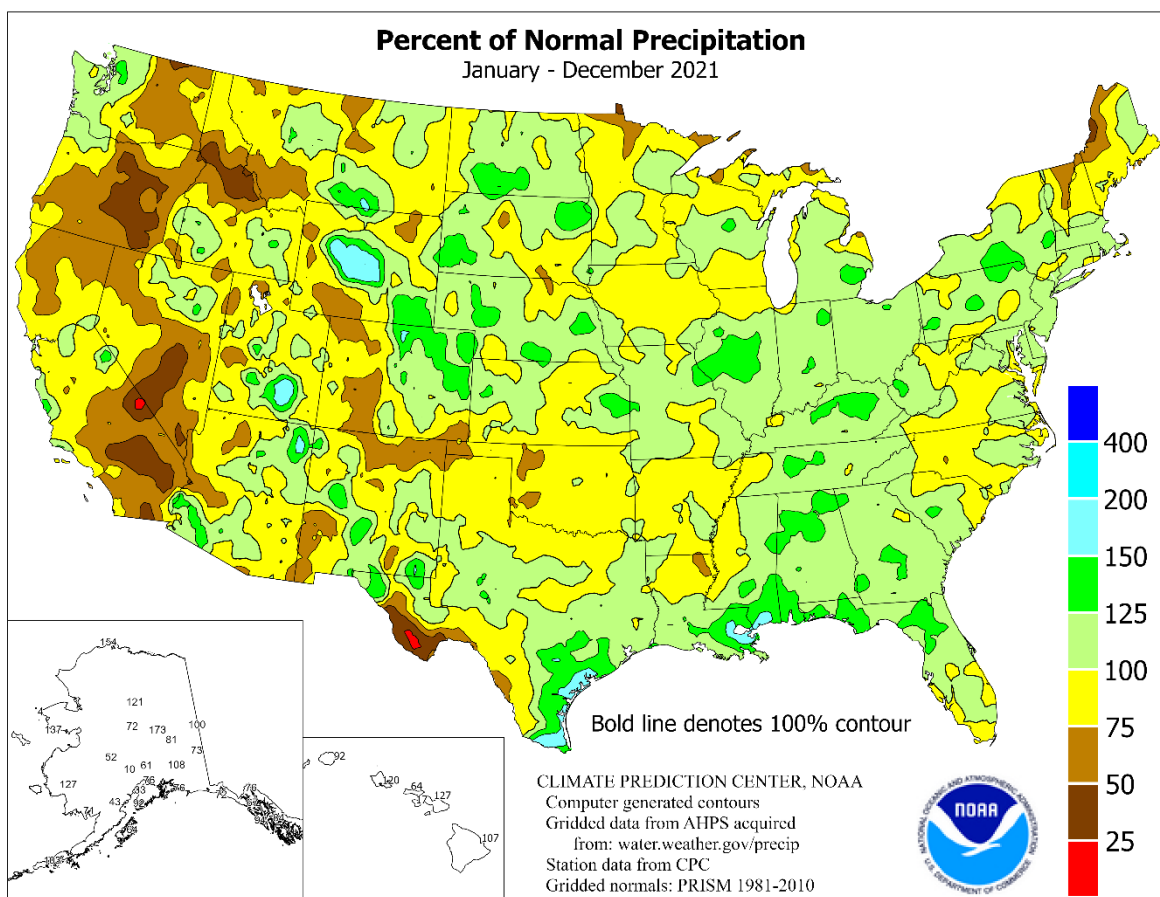 Percent of Normal Precipitation
January - December 2021
400
200
150
125
100
75
50
25
Bold line denotes 100% contour
CLIMATE PREDICTION CENTER, NOAA
Computer generated contours
Gridded data from AHPS acquired
from: water.weather.gov/precip
Station data from CPC
Gridded normals: PRISM 1981-2010
NATIONAL OCEANIC AND ATMOSPHERIC ADMINISTRATION
NOAA
U.S. DEPARTMENT OF COMMERCE
154
121
137
72
173
100
81
73
52
10
61
108
127
76
43
92
64
127
107